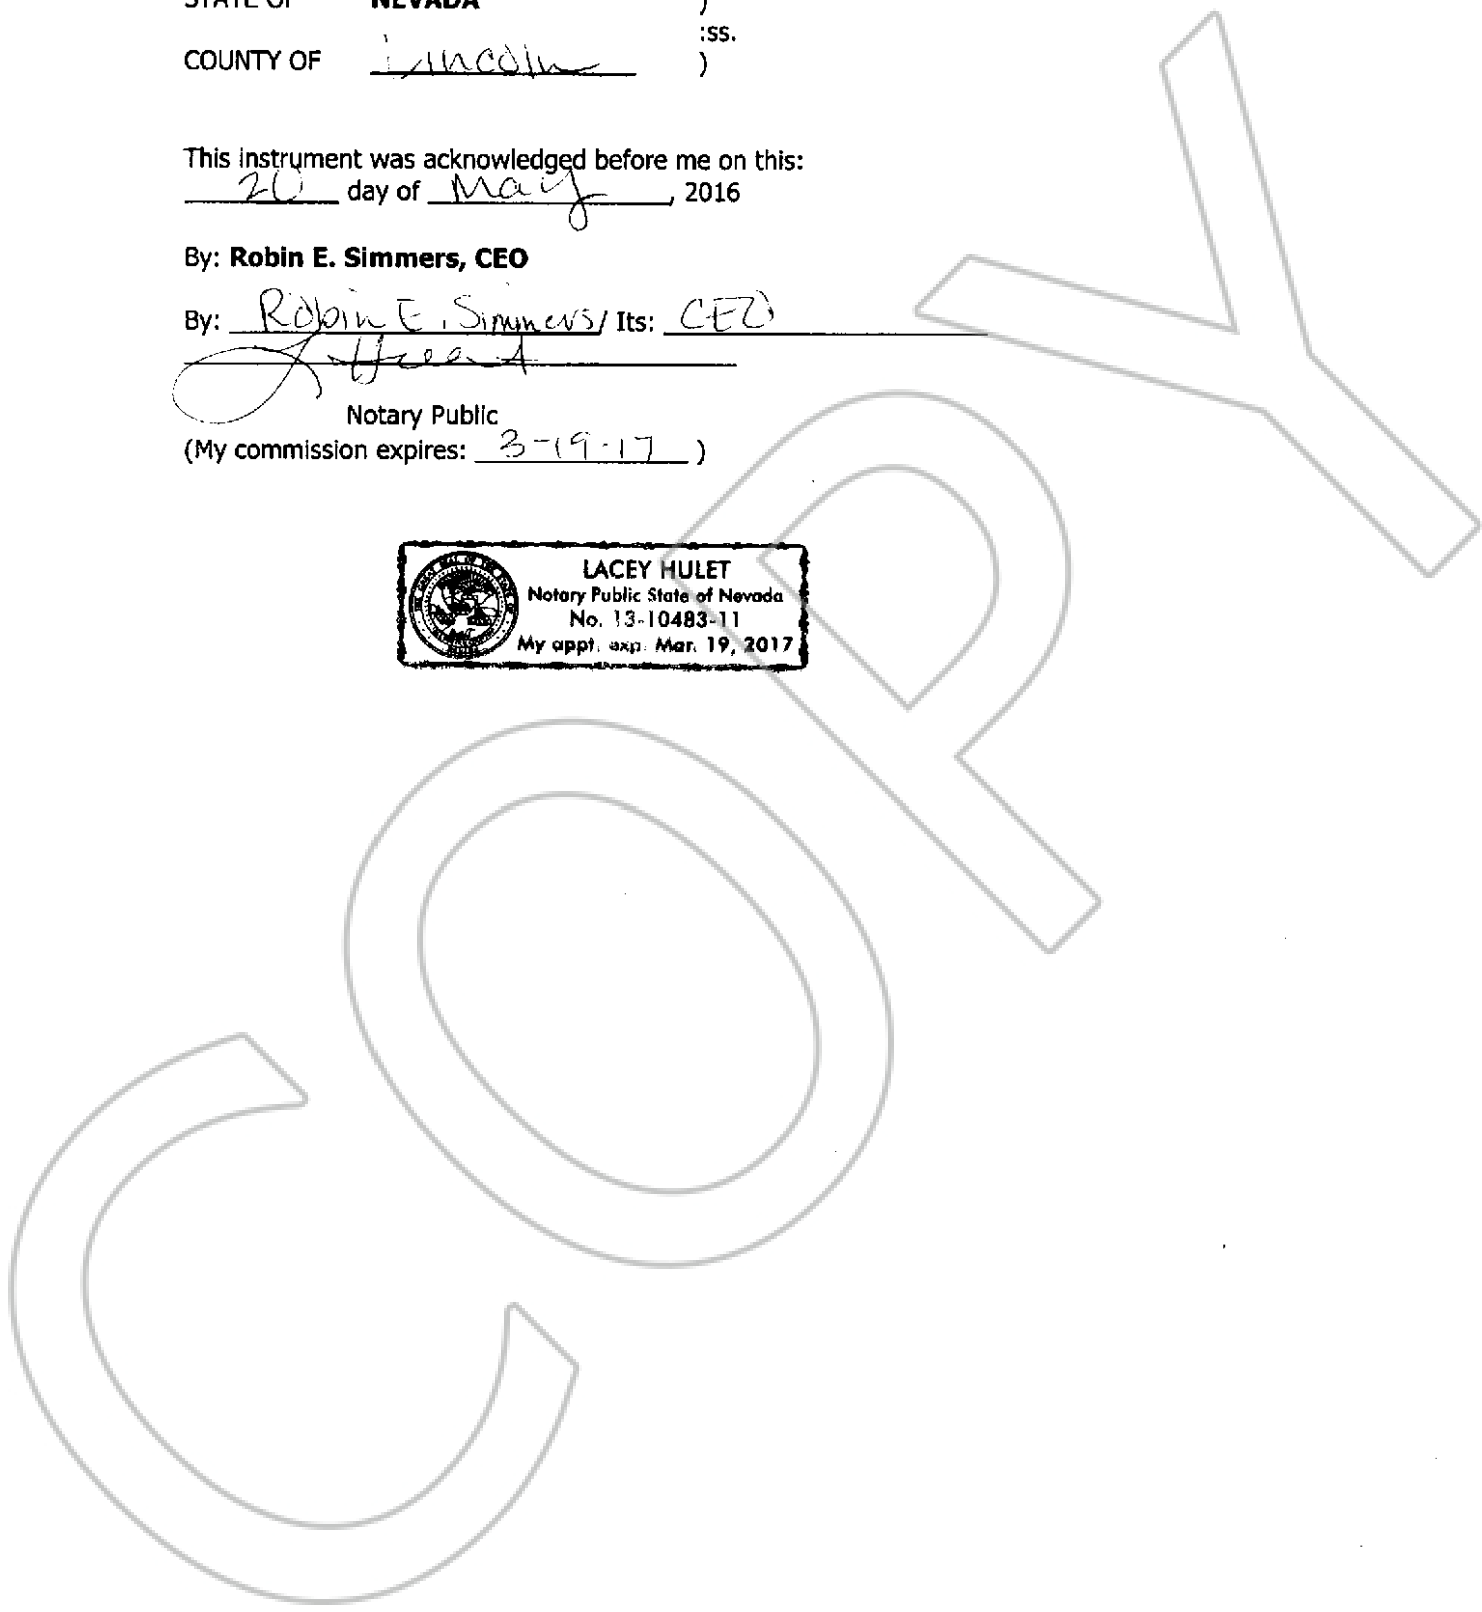 STATE OF NEVADA )
:ss.
COUNTY OF Lincoln )
This instrument was acknowledged before me on this:
20 day of May, 2016
By: Robin E. Simmers, CEO
By: Robin E. Simmers/ Its: CEO
Notary Public
(My commission expires: 3-19-17 )
LACEY HULET
Notary Public State of Nevada
No. 13-10483-11
My appt. exp. Mar. 19, 2017
COPY